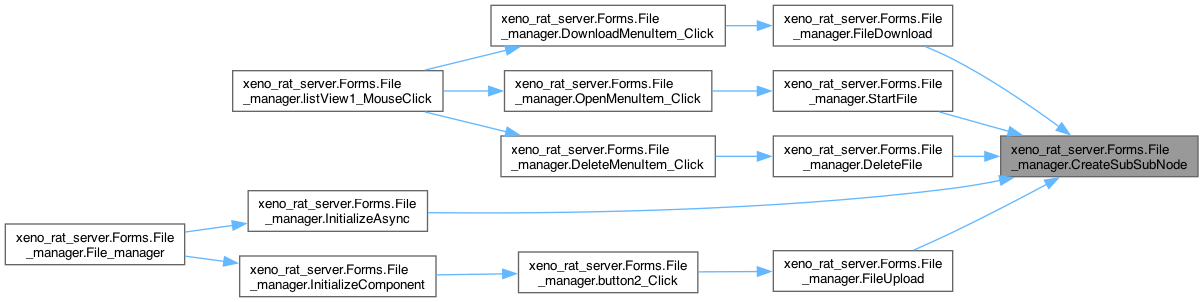 xeno_rat_server.Forms.File
_manager.DownloadMenuItem_Click
xeno_rat_server.Forms.File
_manager.FileDownload
xeno_rat_server.Forms.File
_manager.listView1_MouseClick
xeno_rat_server.Forms.File
_manager.OpenMenuItem_Click
xeno_rat_server.Forms.File
_manager.StartFile
xeno_rat_server.Forms.File
_manager.DeleteMenuItem_Click
xeno_rat_server.Forms.File
_manager.DeleteFile
xeno_rat_server.Forms.File
_manager.CreateSubSubNode
xeno_rat_server.Forms.File
_manager.InitializeAsync
xeno_rat_server.Forms.File
_manager.File_manager
xeno_rat_server.Forms.File
_manager.InitializeComponent
xeno_rat_server.Forms.File
_manager.button2_Click
xeno_rat_server.Forms.File
_manager.FileUpload